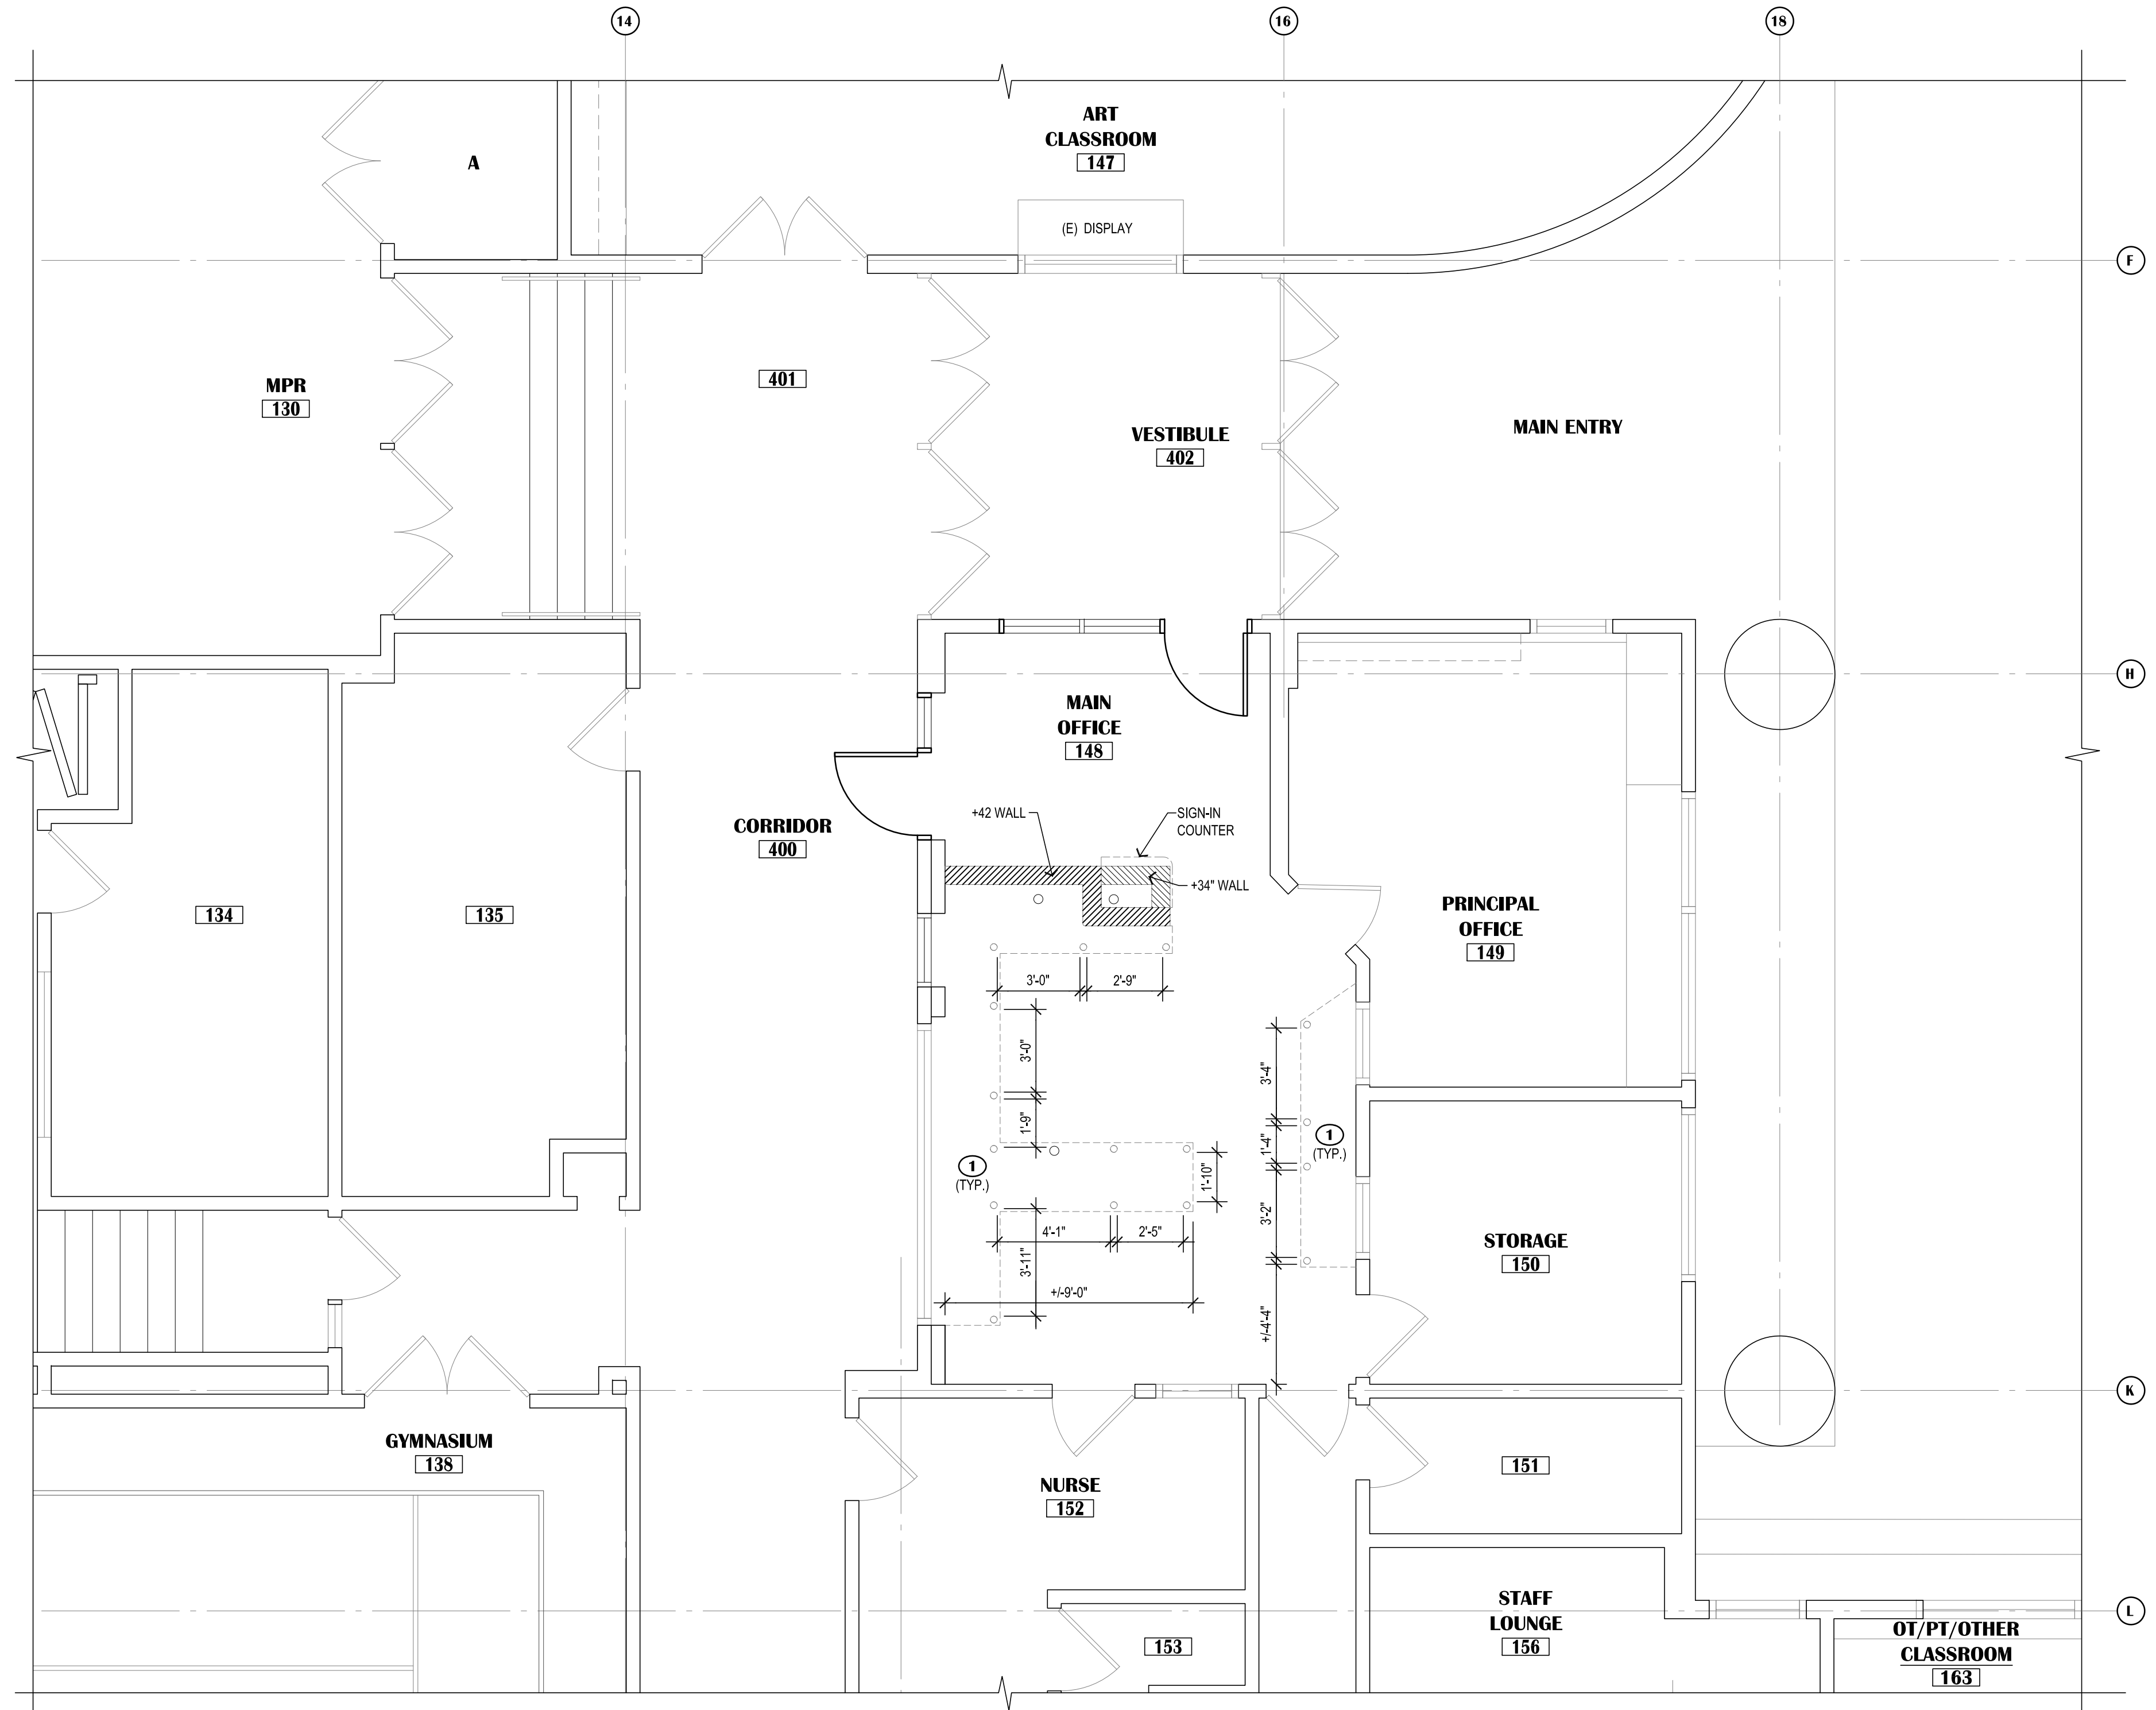 14
16
18
ART
CLASSROOM
147
A
(E) DISPLAY
F
MPR
130
401
VESTIBULE
402
MAIN ENTRY
H
MAIN
OFFICE
148
+42 WALL
SIGN-IN
COUNTER
+34" WALL
CORRIDOR
400
134
135
PRINCIPAL
OFFICE
149
3'-0"
2'-9"
3'-0"
1'-9"
3'-4"
1'-4"
3'-2"
+/-4'-4"
1
(TYP.)
1
(TYP.)
1'-10"
4'-1"
2'-5"
3'-11"
+/-9'-0"
STORAGE
150
K
GYMNASIUM
138
NURSE
152
151
153
STAFF
LOUNGE
156
L
OT/PT/OTHER
CLASSROOM
163